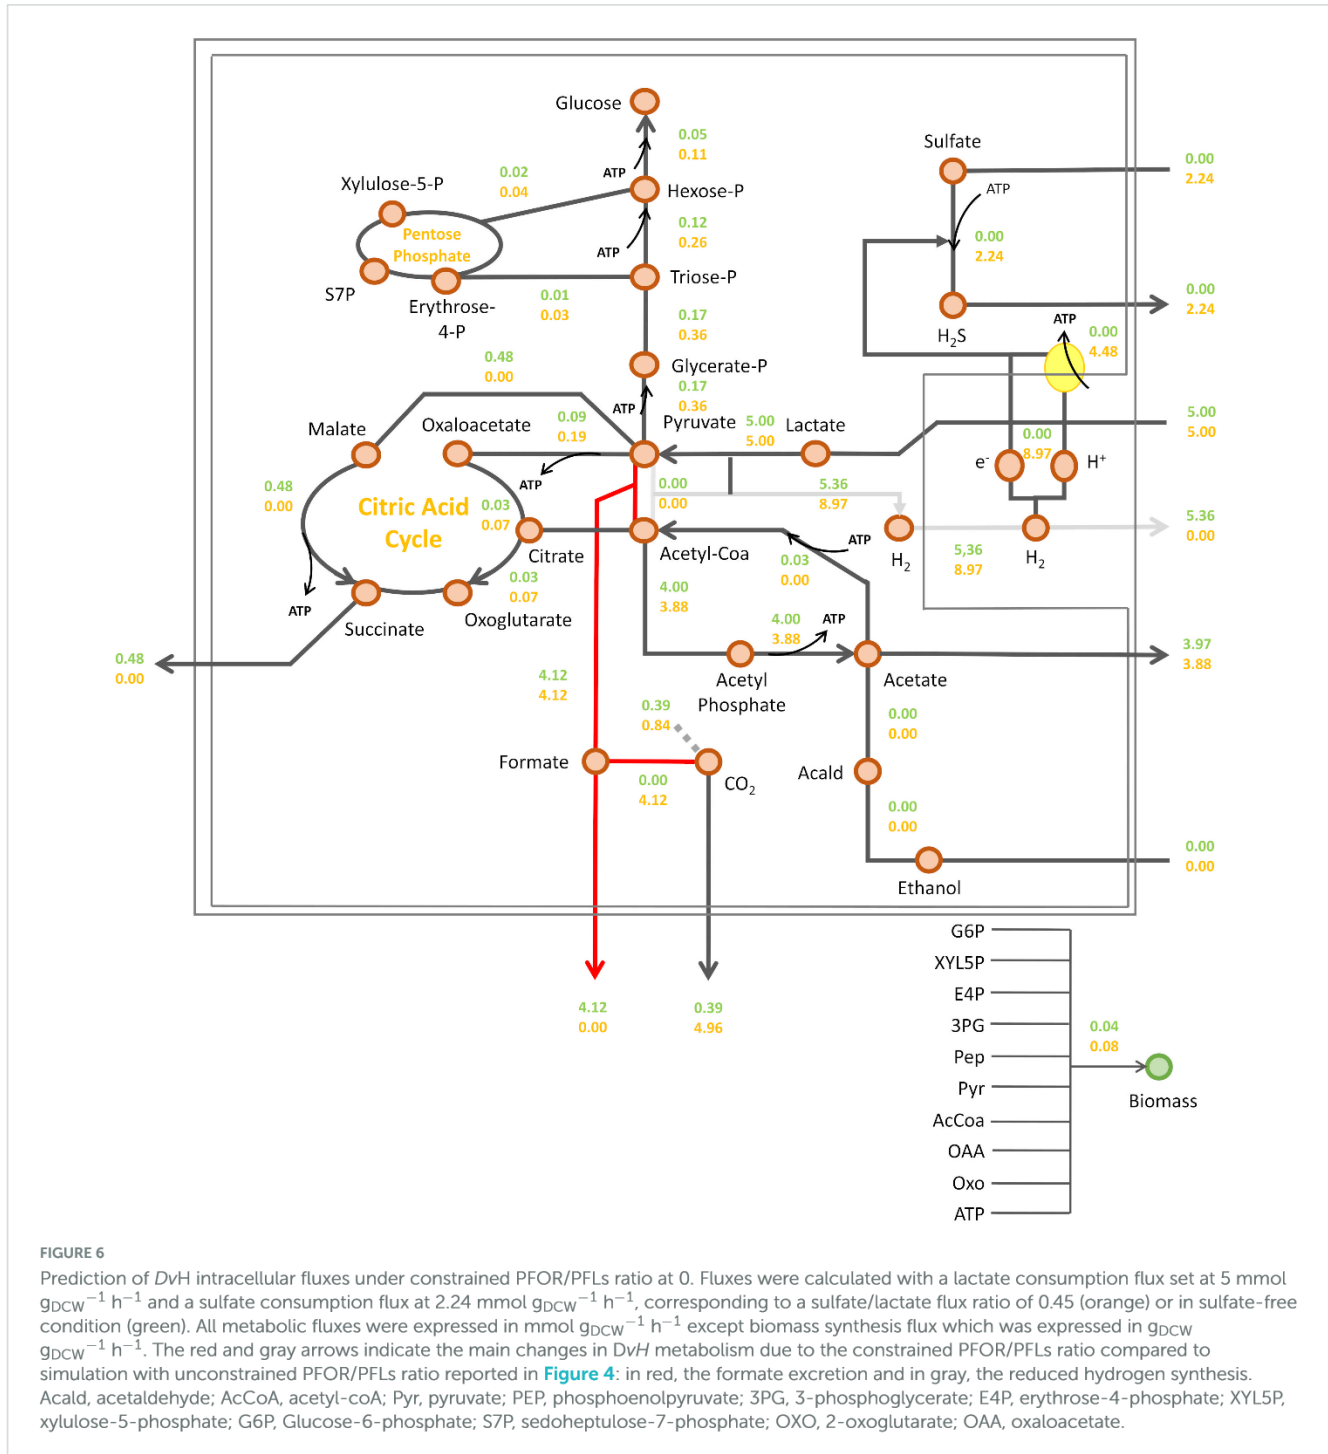 Glucose
0.05
0.11
ATP
Sulfate
0.00
2.24
ATP
Xylulose-5-P
0.02
0.04
Hexose-P
Pentose
Phosphate
0.12
0.26
ATP
0.00
2.24
S7P
Erythrose-
4-P
0.01
0.03
Triose-P
0.17
0.36
H2S
0.00
2.24
ATP
0.00
4.48
0.48
0.00
Glycerate-P
0.17
0.36
ATP
Malate
Oxaloacetate
0.09
0.19
ATP
Pyruvate
5.00
5.00
Lactate
5.00
5.00
0.00
8.97
e-
H+
0.48
0.00
Citric Acid
Cycle
0.03
0.07
0.00
0.00
5.36
8.97
Citrate
Acetyl-Coa
ATP
0.03
0.00
H2
5,36
8.97
H2
5.36
0.00
ATP
0.03
0.07
Succinate
Oxoglutarate
4.00
3.88
4.00
3.88
ATP
0.48
0.00
Acetyl
Phosphate
Acetate
3.97
3.88
4.12
4.12
0.39
0.84
0.00
0.00
Formate
0.00
4.12
CO2
Acald
0.00
0.00
Ethanol
0.00
0.00
4.12
0.00
0.39
4.96
G6P
XYL5P
E4P
3PG
Pep
Pyr
AcCoa
OAA
Oxo
ATP
0.04
0.08
Biomass
FIGURE 6
Prediction of DvH intracellular fluxes under constrained PFOR/PFLs ratio at 0. Fluxes were calculated with a lactate consumption flux set at 5 mmol
gDCW−1 h−1 and a sulfate consumption flux at 2.24 mmol gDCW−1 h−1, corresponding to a sulfate/lactate flux ratio of 0.45 (orange) or in sulfate-free
condition (green). All metabolic fluxes were expressed in mmol gDCW−1 h−1 except biomass synthesis flux which was expressed in gDCW
gDCW−1 h−1. The red and gray arrows indicate the main changes in DvH metabolism due to the constrained PFOR/PFLs ratio compared to
simulation with unconstrained PFOR/PFLs ratio reported in Figure 4: in red, the formate excretion and in gray, the reduced hydrogen synthesis.
Acald, acetaldehyde; AcCoA, acetyl-coA; Pyr, pyruvate; PEP, phosphoenolpyruvate; 3PG, 3-phosphoglycerate; E4P, erythrose-4-phosphate; XYL5P,
xylulose-5-phosphate; G6P, Glucose-6-phosphate; S7P, sedoheptulose-7-phosphate; OXO, 2-oxoglutarate; OAA, oxaloacetate.